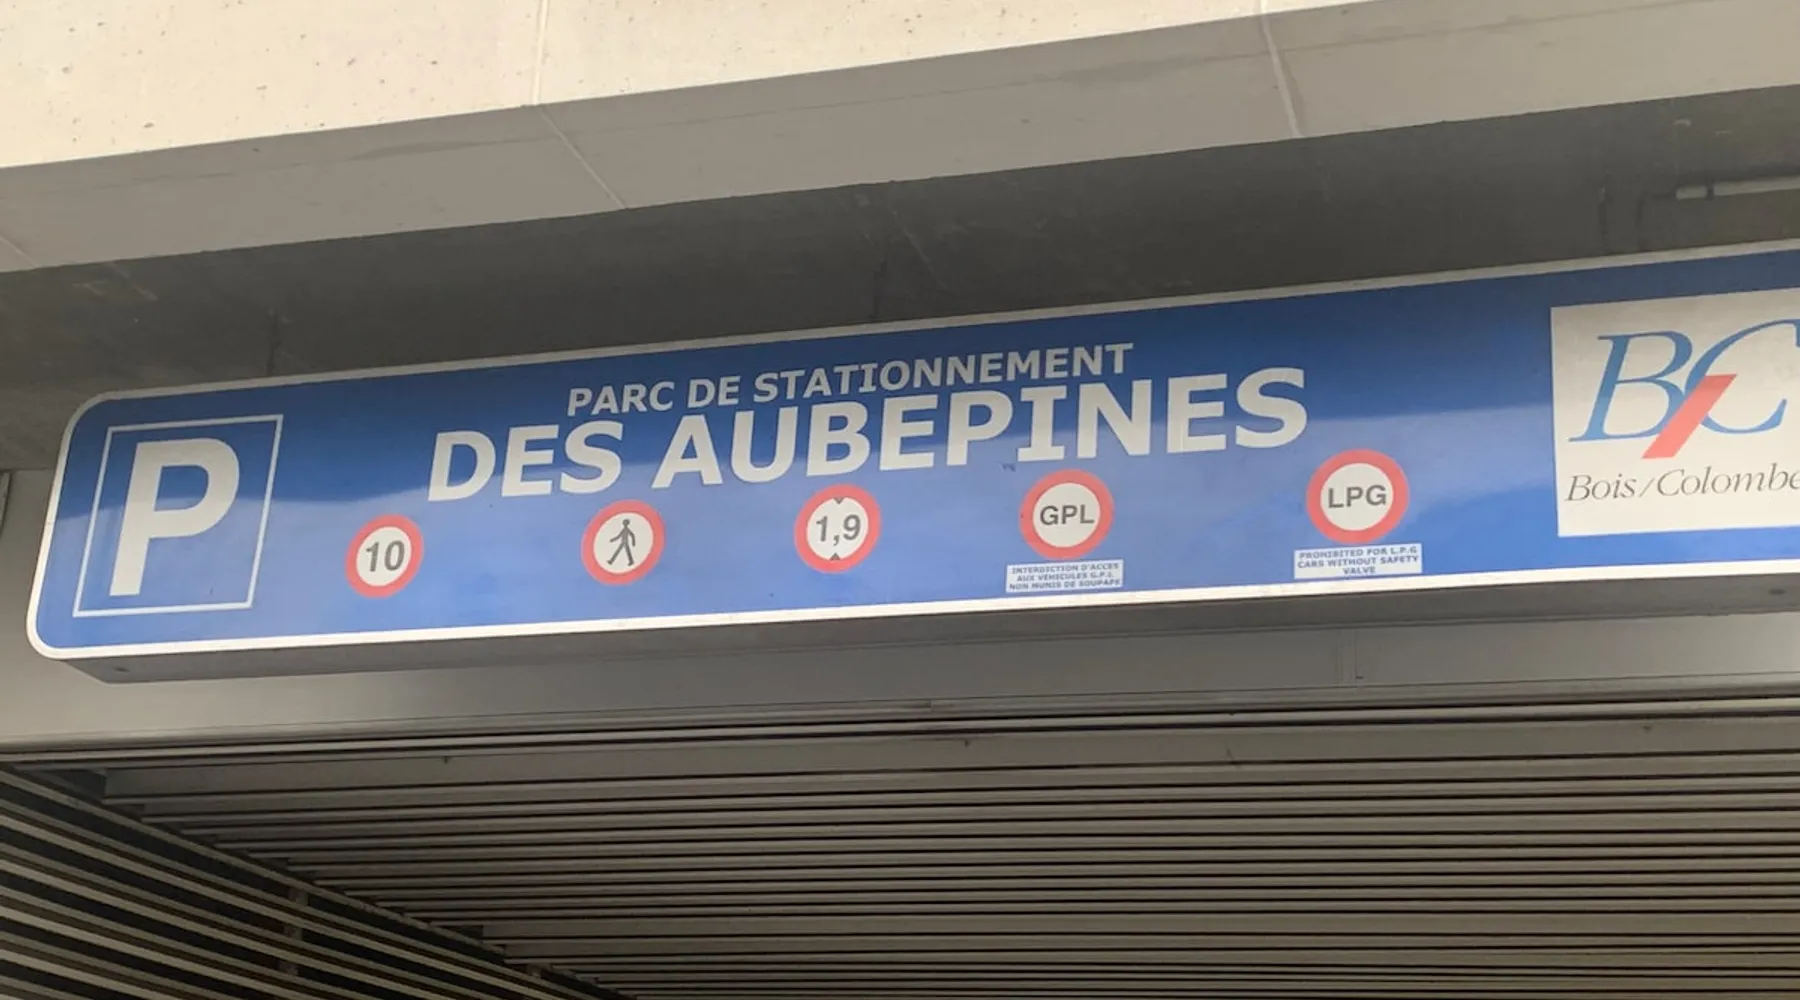 P
PARC DE STATIONNEMENT
DES AUBEPINES
10
1,9
GPL
INTERDICTION D'ACCES
AUX VEHICULES G.P.L.
NON MUNIS DE SOUPAPE
LPG
PROHIBITED FOR L.P.G
CARS WITHOUT SAFETY
VALVE
B/C
Bois/Colombe